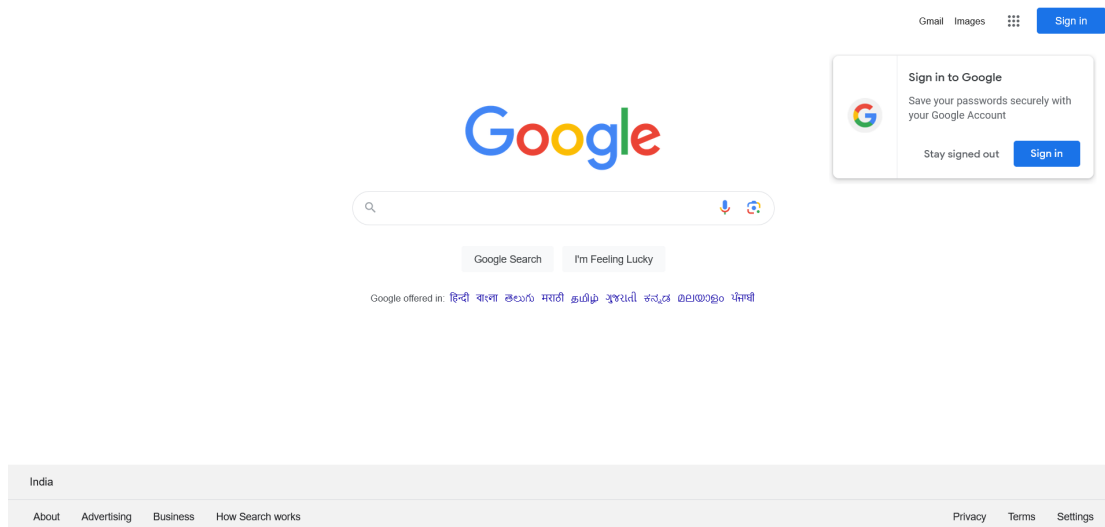 Gmail Images Sign in
Sign in to Google
Save your passwords securely with
your Google Account
Stay signed out Sign in
Google
Google Search I'm Feeling Lucky
Google offered in: हिन्दी বাংলা తెలుగు मराठी தமிழ் ગુજરાતી ಕನ್ನಡ മലയാളം ਪੰਜਾਬੀ
India
About Advertising Business How Search works Privacy Terms Settings